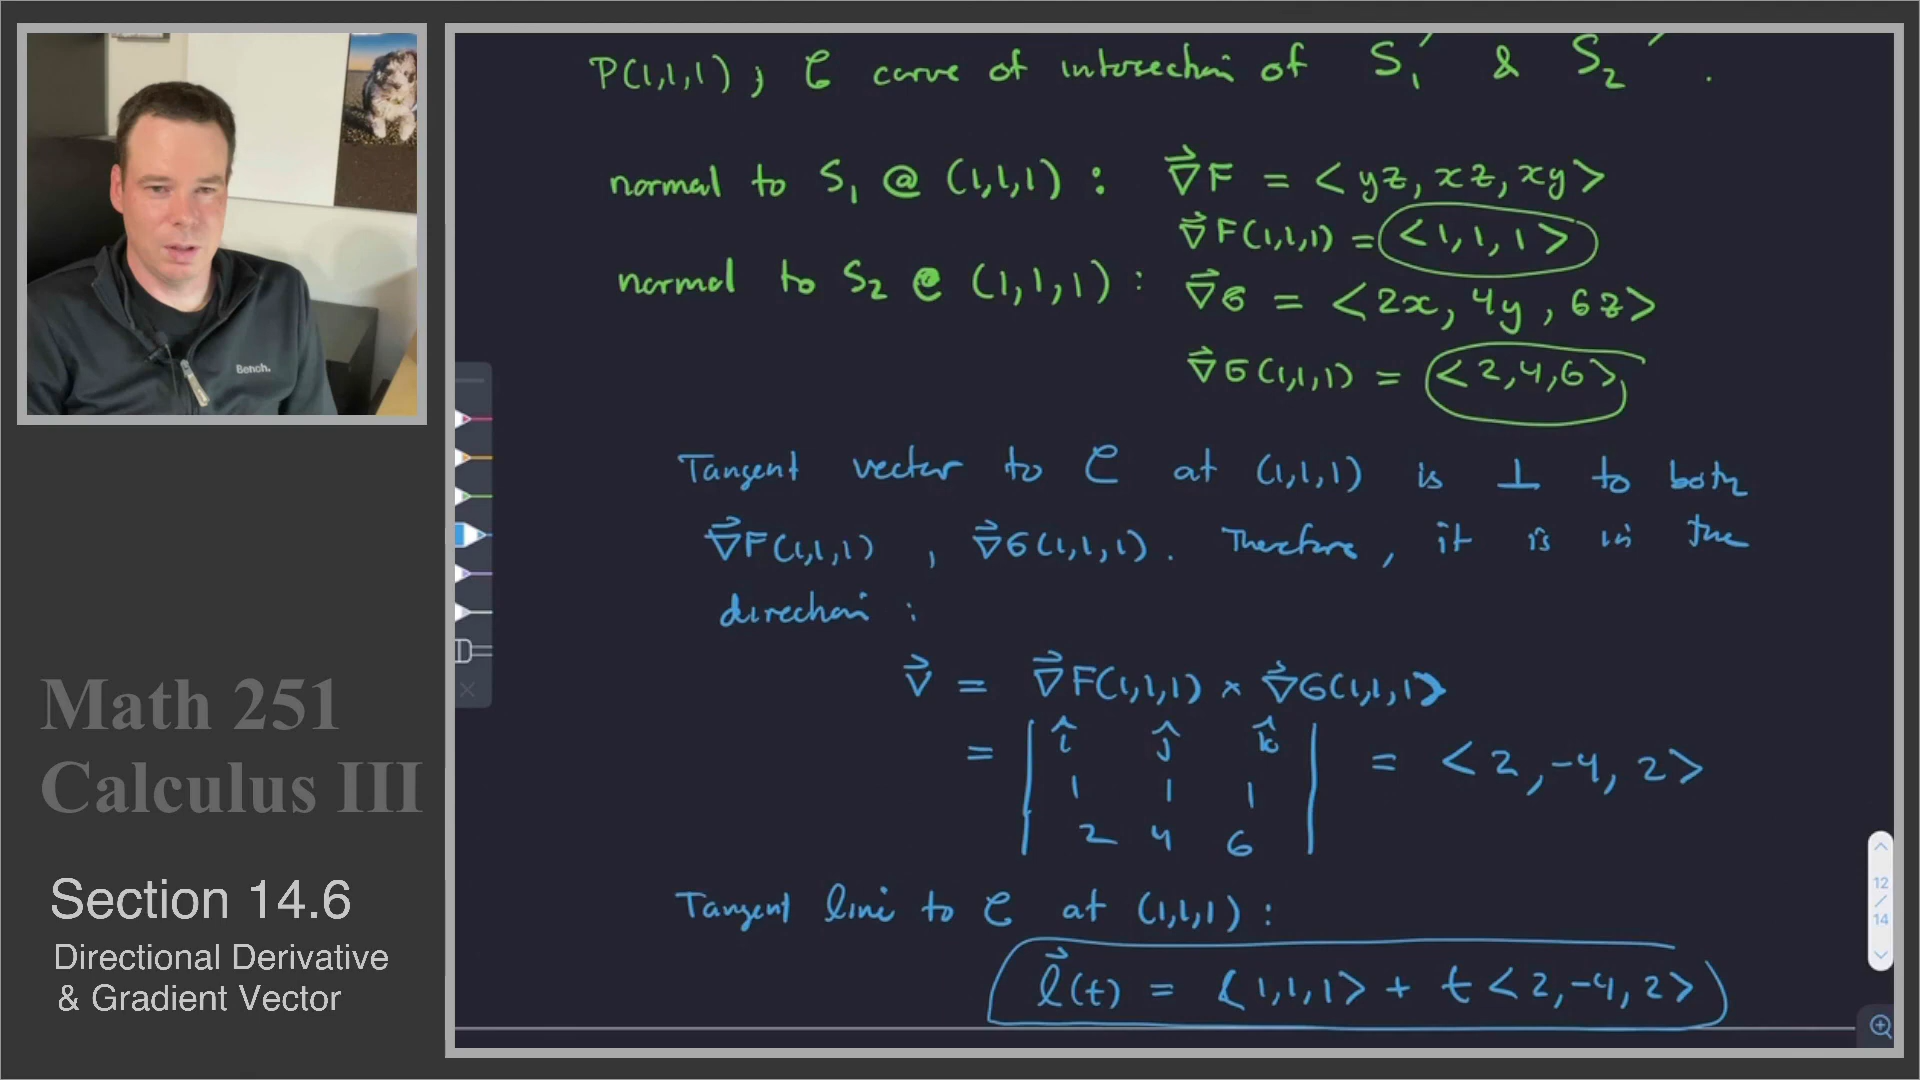 P(1,1,1) ; C curve of intersection of S₁ & S₂ .
normal to S₁ @ (1,1,1) : ∇⃗F = <yz, xz, xy>
∇⃗F(1,1,1) = <1, 1, 1>
normal to S₂ @ (1,1,1) : ∇⃗G = <2x, 4y, 6z>
∇⃗G(1,1,1) = <2,4,6>
Bench.
Tangent vector to C at (1,1,1) is ⊥ to both
∇⃗F(1,1,1) , ∇⃗G(1,1,1) . Therefore, it is in the
direction :
v⃗ = ∇⃗F(1,1,1) × ∇⃗G(1,1,1)
= | î ĵ k̂ | = <2, -4, 2>
1 1 1
2 4 6
Tangent line to C at (1,1,1) :
l⃗(t) = <1,1,1> + t <2,-4,2>
Math 251
Calculus III
Section 14.6
Directional Derivative
& Gradient Vector
12
/
14